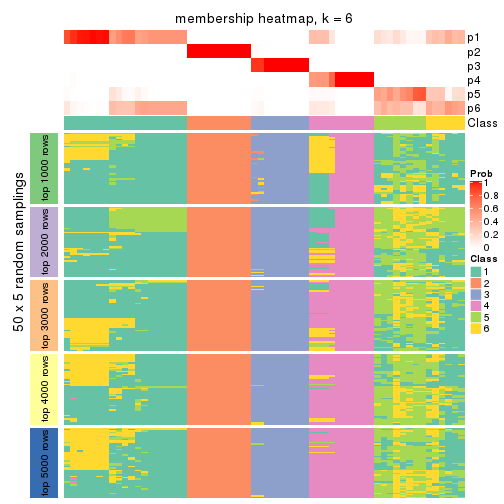 membership heatmap, k = 6
p1
p2
p3
p4
p5
p6
Class
50 x 5 random samplings
top 1000 rows
top 2000 rows
top 3000 rows
top 4000 rows
top 5000 rows
Prob
1
0.8
0.6
0.4
0.2
0
Class
1
2
3
4
5
6